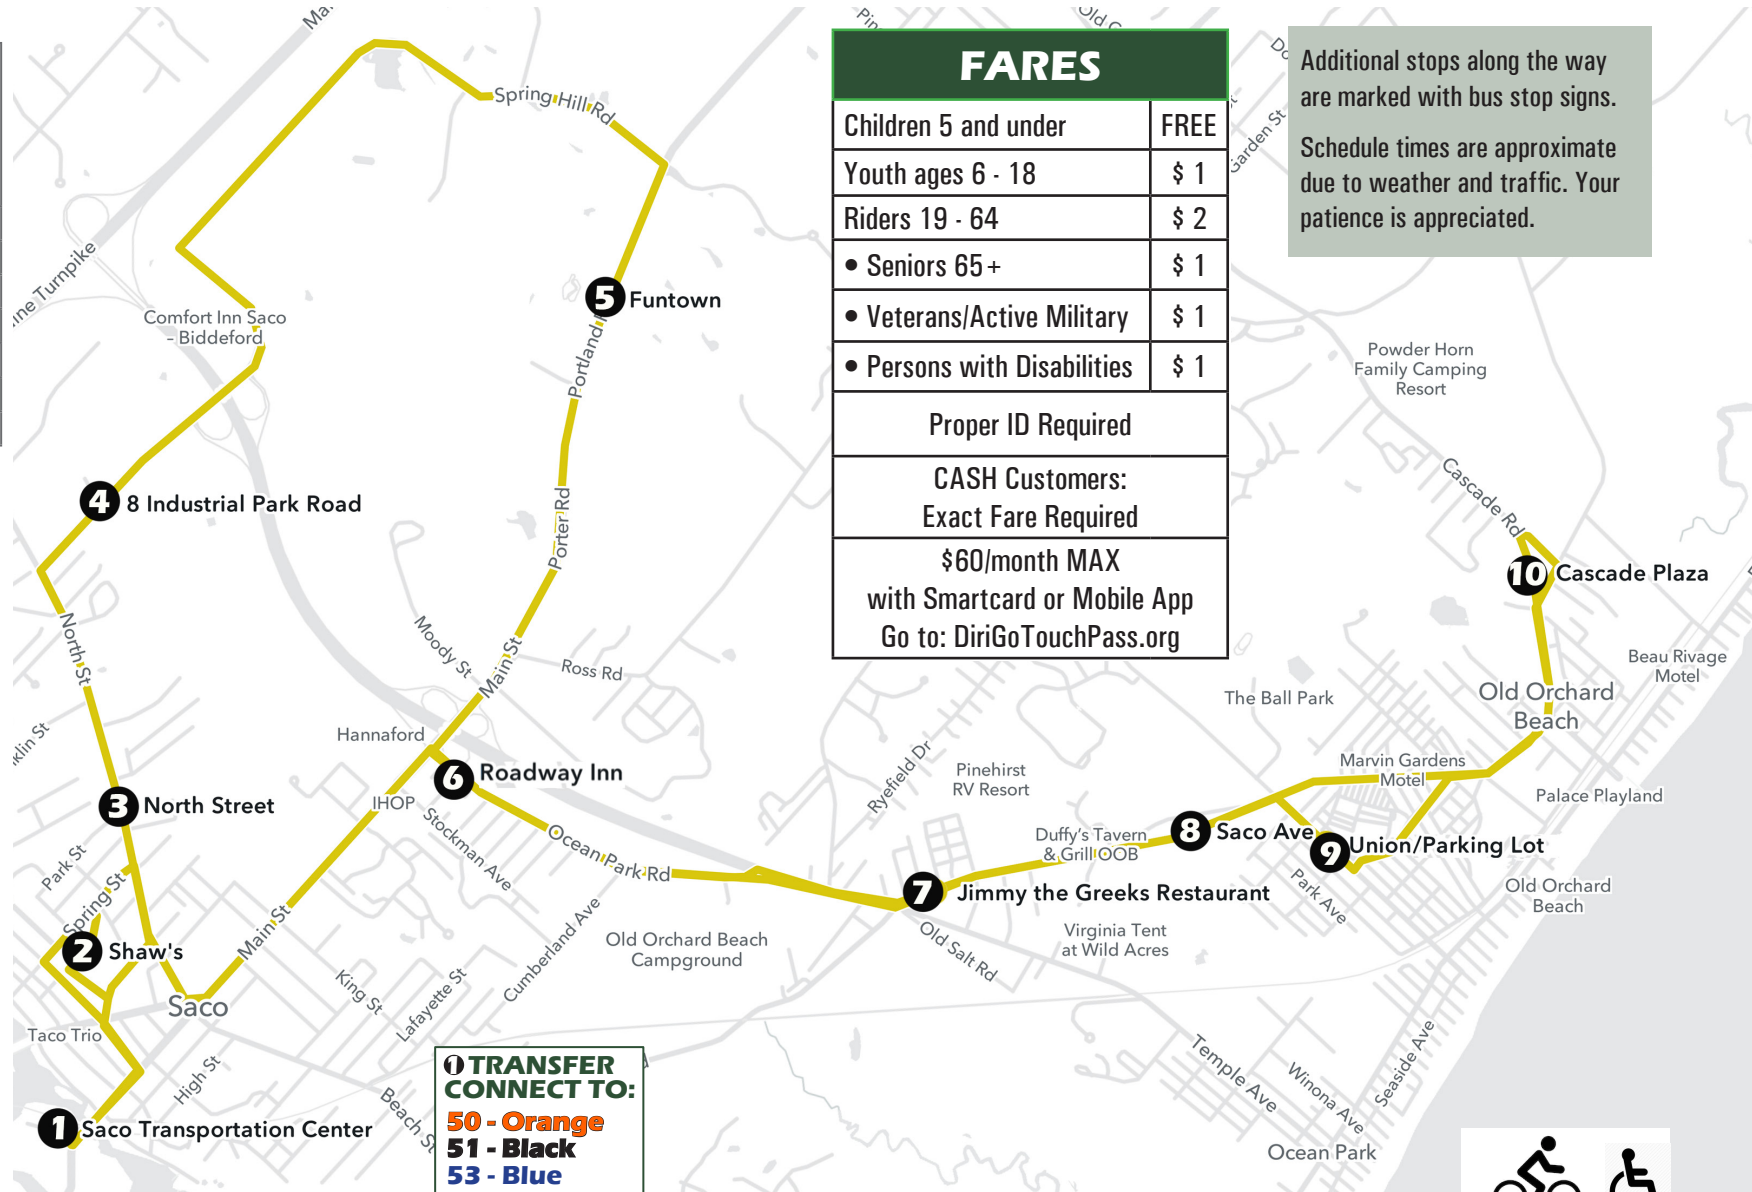 FARES
Children 5 and under FREE
Youth ages 6 - 18 $ 1
Riders 19 - 64 $ 2
• Seniors 65+ $ 1
• Veterans/Active Military $ 1
• Persons with Disabilities $ 1
Proper ID Required
CASH Customers:
Exact Fare Required
$60/month MAX
with Smartcard or Mobile App
Go to: DiriGoTouchPass.org
Additional stops along the way
are marked with bus stop signs.
Schedule times are approximate
due to weather and traffic. Your
patience is appreciated.
Garden St
Spring Hill Rd
ine Turnpike
Comfort Inn Saco
- Biddeford
5 Funtown
Portland
Powder Horn
Family Camping
Resort
Cascade Rd
4 8 Industrial Park Road
Porter Rd
10 Cascade Plaza
North St
Moody St
Main St
Ross Rd
Beau Rivage
Motel
The Ball Park
Old Orchard
Beach
klin St
Hannaford
6 Roadway Inn
Ryefield Dr
Pinehirst
RV Resort
Marvin Gardens
Motel
Palace Playland
3 North Street
IHOP
Stockman Ave
Ocean Park Rd
Duffy's Tavern
& Grill OOB
8 Saco Ave
9 Union/Parking Lot
Park St
Spring St
7 Jimmy the Greeks Restaurant
Park Ave
Old Orchard
Beach
2 Shaw's
Main St
Cumberland Ave
Old Orchard Beach
Campground
Old Salt Rd
Virginia Tent
at Wild Acres
Saco
King St
Lafayette St
Taco Trio
High St
Beach S
Temple Ave
Winona Ave
Seaside Ave
1 Saco Transportation Center
Ocean Park
1 TRANSFER
CONNECT TO:
50 - Orange
51 - Black
53 - Blue